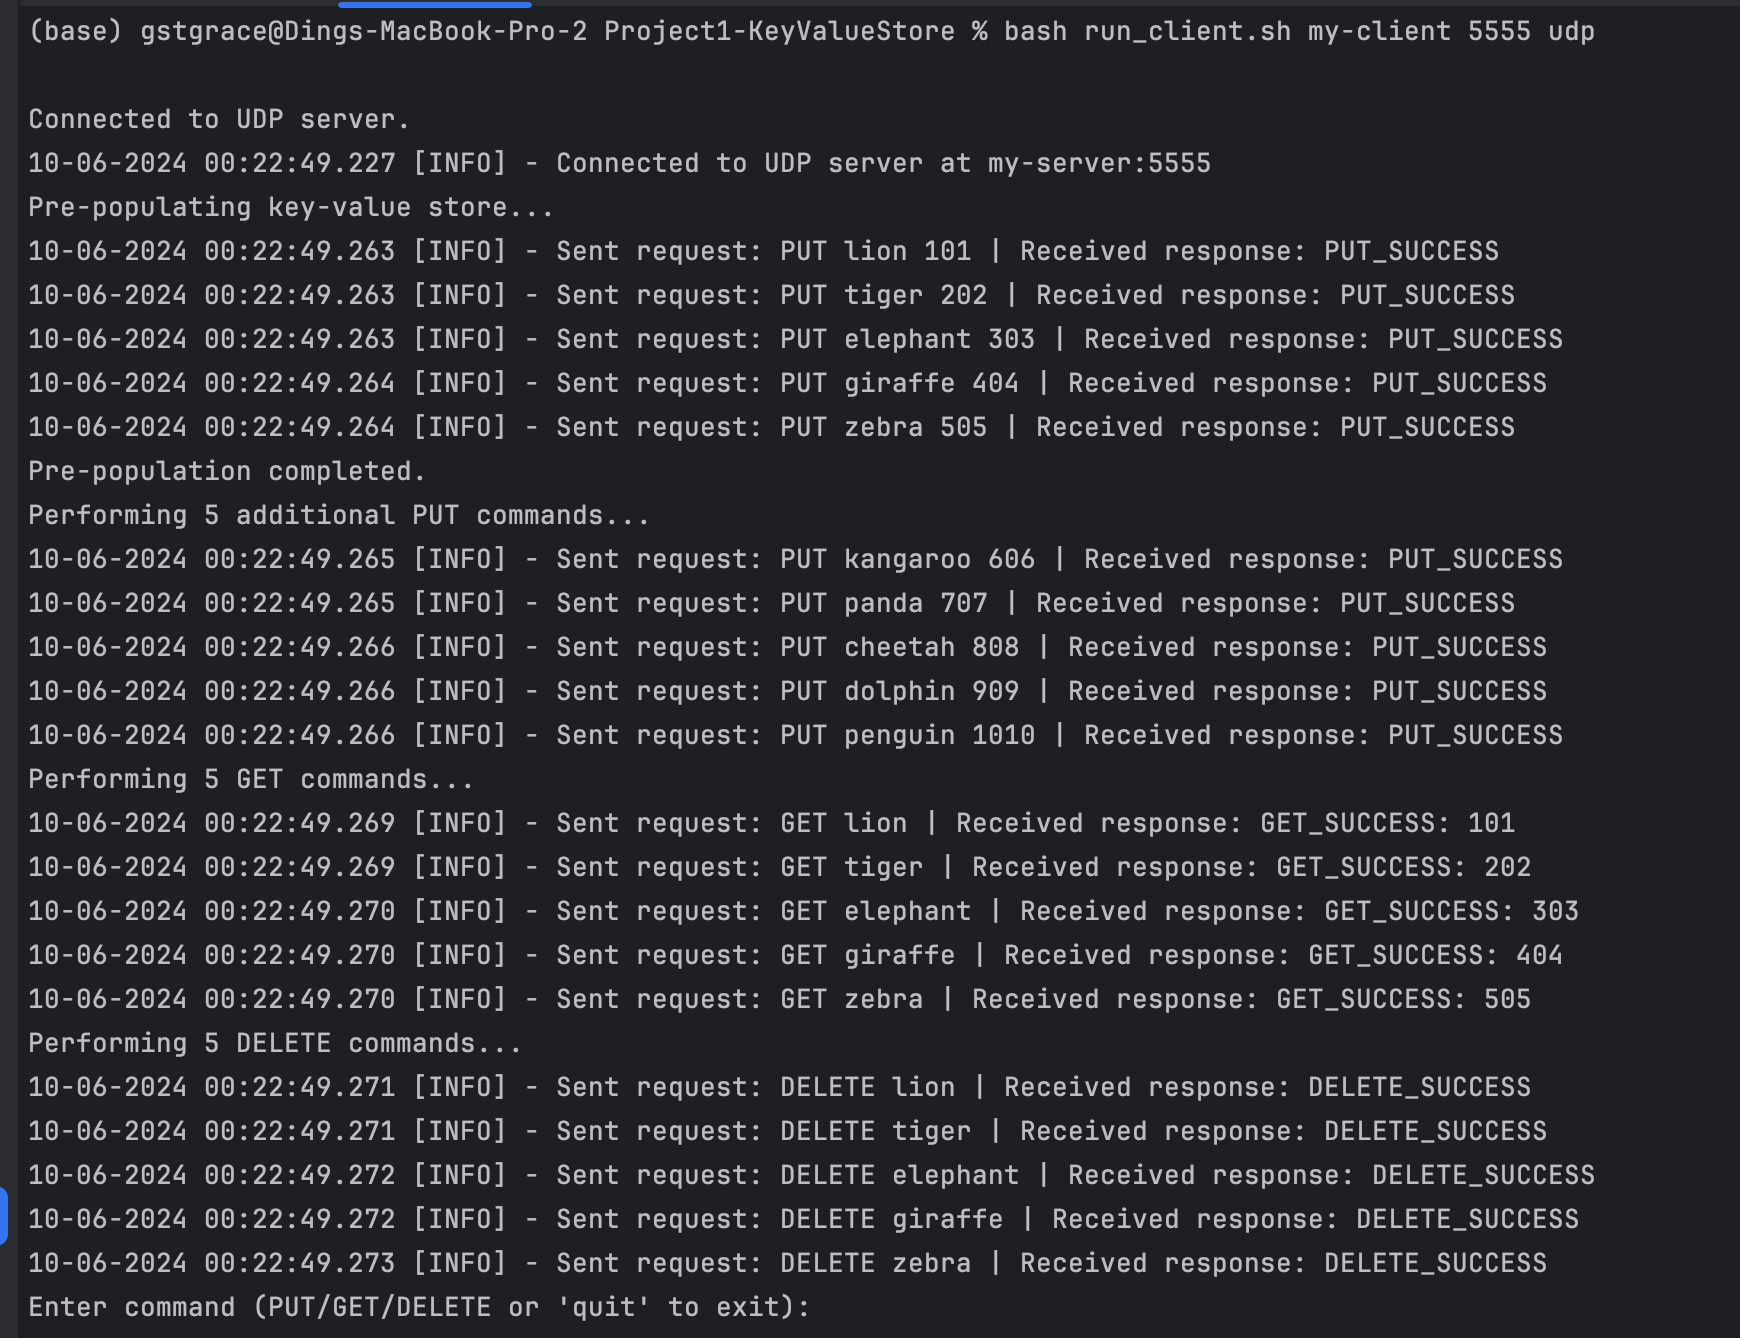 (base) gstgrace@Dings-MacBook-Pro-2 Project1-KeyValueStore % bash run_client.sh my-client 5555 udp
Connected to UDP server.
10-06-2024 00:22:49.227 [INFO] - Connected to UDP server at my-server:5555
Pre-populating key-value store...
10-06-2024 00:22:49.263 [INFO] - Sent request: PUT lion 101 | Received response: PUT_SUCCESS
10-06-2024 00:22:49.263 [INFO] - Sent request: PUT tiger 202 | Received response: PUT_SUCCESS
10-06-2024 00:22:49.263 [INFO] - Sent request: PUT elephant 303 | Received response: PUT_SUCCESS
10-06-2024 00:22:49.264 [INFO] - Sent request: PUT giraffe 404 | Received response: PUT_SUCCESS
10-06-2024 00:22:49.264 [INFO] - Sent request: PUT zebra 505 | Received response: PUT_SUCCESS
Pre-population completed.
Performing 5 additional PUT commands...
10-06-2024 00:22:49.265 [INFO] - Sent request: PUT kangaroo 606 | Received response: PUT_SUCCESS
10-06-2024 00:22:49.265 [INFO] - Sent request: PUT panda 707 | Received response: PUT_SUCCESS
10-06-2024 00:22:49.266 [INFO] - Sent request: PUT cheetah 808 | Received response: PUT_SUCCESS
10-06-2024 00:22:49.266 [INFO] - Sent request: PUT dolphin 909 | Received response: PUT_SUCCESS
10-06-2024 00:22:49.266 [INFO] - Sent request: PUT penguin 1010 | Received response: PUT_SUCCESS
Performing 5 GET commands...
10-06-2024 00:22:49.269 [INFO] - Sent request: GET lion | Received response: GET_SUCCESS: 101
10-06-2024 00:22:49.269 [INFO] - Sent request: GET tiger | Received response: GET_SUCCESS: 202
10-06-2024 00:22:49.270 [INFO] - Sent request: GET elephant | Received response: GET_SUCCESS: 303
10-06-2024 00:22:49.270 [INFO] - Sent request: GET giraffe | Received response: GET_SUCCESS: 404
10-06-2024 00:22:49.270 [INFO] - Sent request: GET zebra | Received response: GET_SUCCESS: 505
Performing 5 DELETE commands...
10-06-2024 00:22:49.271 [INFO] - Sent request: DELETE lion | Received response: DELETE_SUCCESS
10-06-2024 00:22:49.271 [INFO] - Sent request: DELETE tiger | Received response: DELETE_SUCCESS
10-06-2024 00:22:49.272 [INFO] - Sent request: DELETE elephant | Received response: DELETE_SUCCESS
10-06-2024 00:22:49.272 [INFO] - Sent request: DELETE giraffe | Received response: DELETE_SUCCESS
10-06-2024 00:22:49.273 [INFO] - Sent request: DELETE zebra | Received response: DELETE_SUCCESS
Enter command (PUT/GET/DELETE or 'quit' to exit):